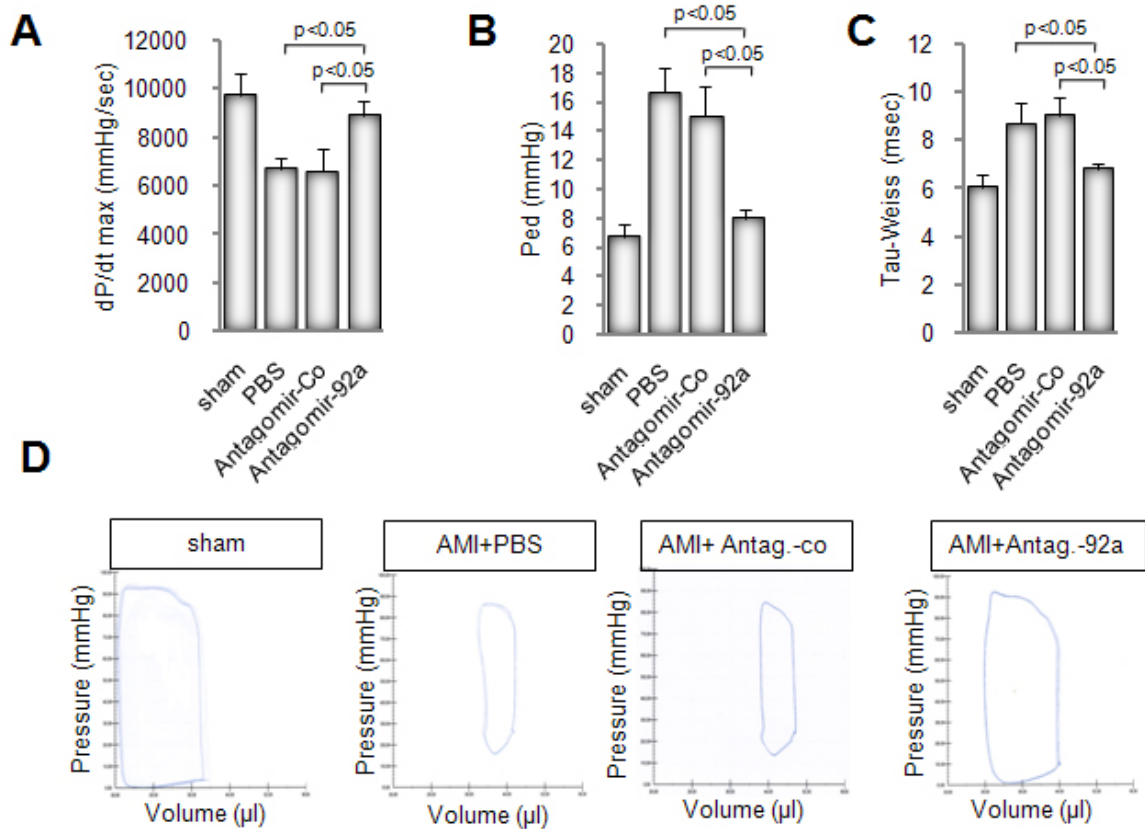 A
dP/dt max (mmHg/sec)
12000
10000
8000
6000
4000
2000
0
p<0.05
p<0.05
sham
PBS
Antagomir-Co
Antagomir-92a
B
Ped (mmHg)
20
18
16
14
12
10
8
6
4
2
0
p<0.05
p<0.05
sham
PBS
Antagomir-Co
Antagomir-92a
C
Tau-Weiss (msec)
12
10
8
6
4
2
0
p<0.05
p<0.05
sham
PBS
Antagomir-Co
Antagomir-92a
D
sham
Pressure (mmHg)
Volume (µl)
AMI+PBS
Pressure (mmHg)
Volume (µl)
AMI+ Antag.-co
Pressure (mmHg)
Volume (µl)
AMI+Antag.-92a
Pressure (mmHg)
Volume (µl)